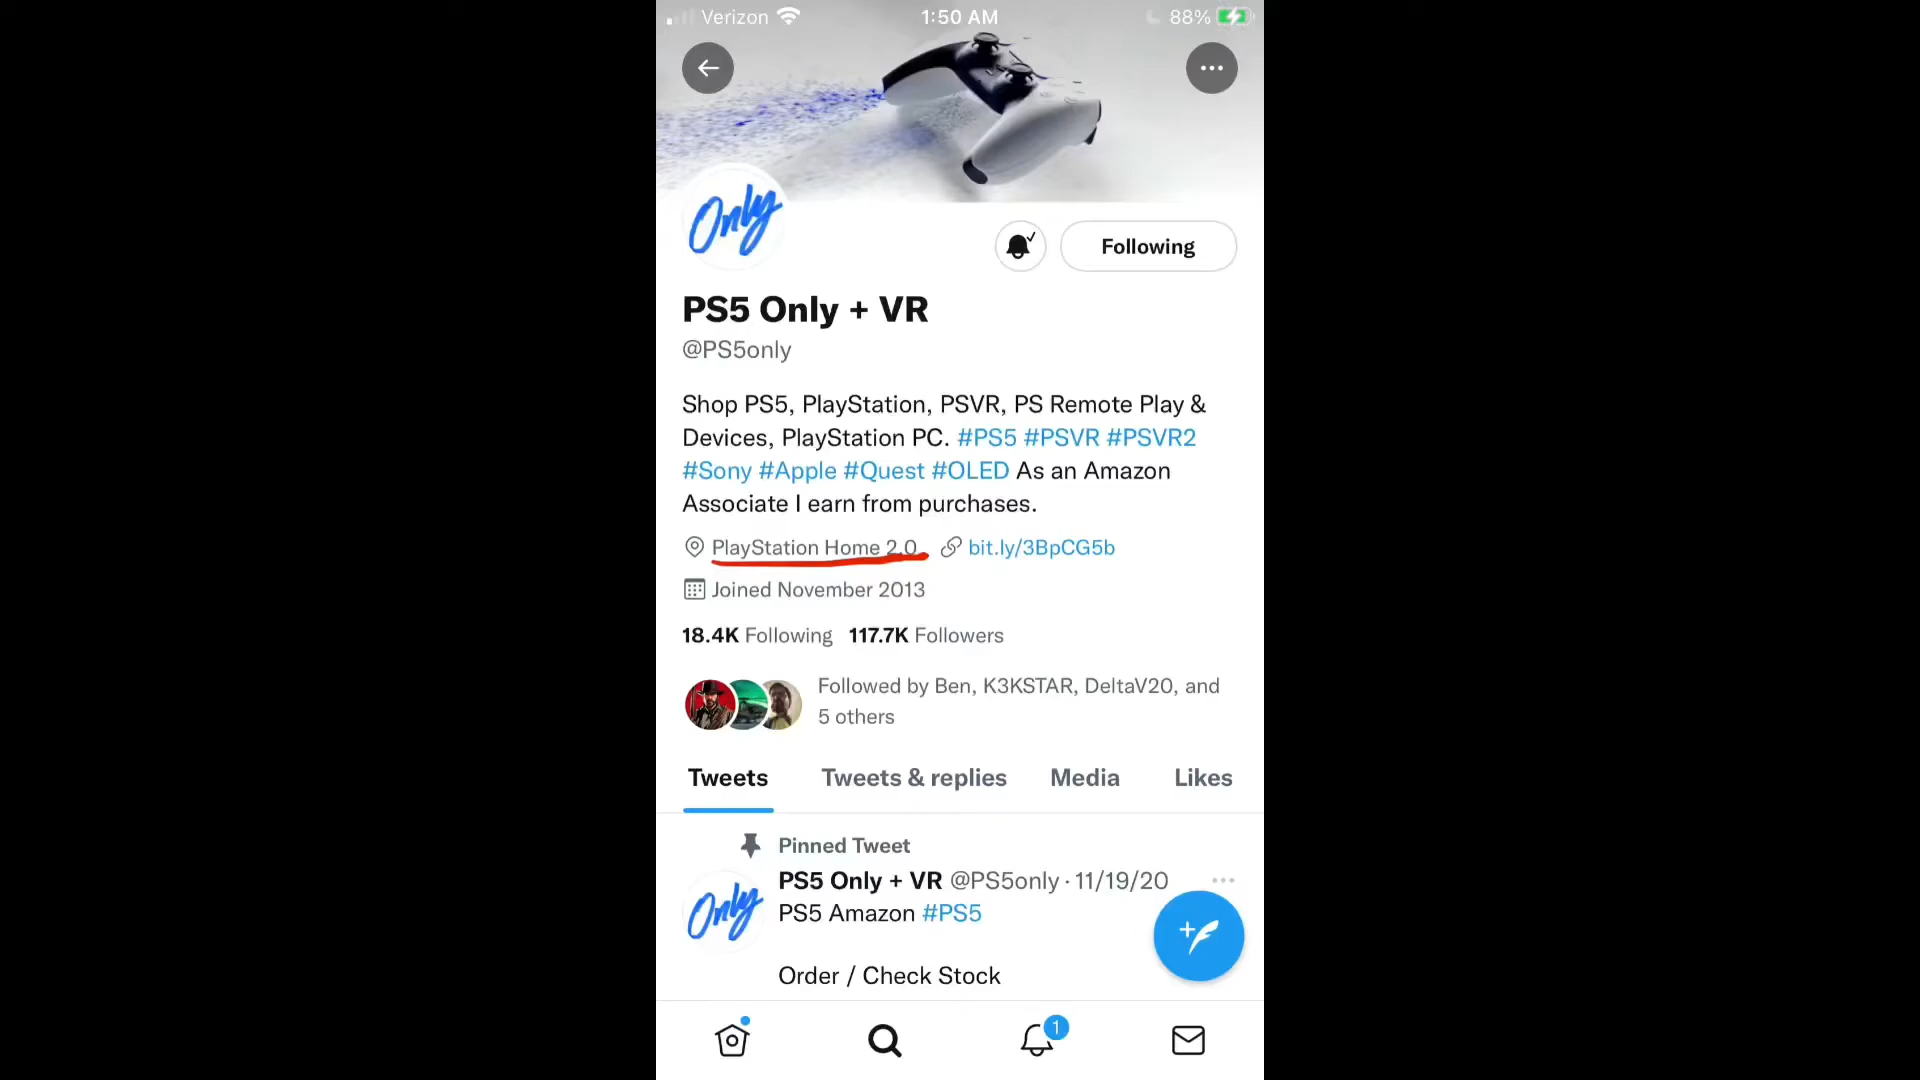 Verizon 1:50 AM 88%
Only
Following
PS5 Only + VR
@PS5only
Shop PS5, PlayStation, PSVR, PS Remote Play &
Devices, PlayStation PC. #PS5 #PSVR #PSVR2
#Sony #Apple #Quest #OLED As an Amazon
Associate I earn from purchases.
PlayStation Home 2.0 bit.ly/3BpCG5b
Joined November 2013
18.4K Following 117.7K Followers
Followed by Ben, K3KSTAR, DeltaV20, and
5 others
Tweets Tweets & replies Media Likes
Pinned Tweet
PS5 Only + VR @PS5only · 11/19/20
Only
PS5 Amazon #PS5
Order / Check Stock
1